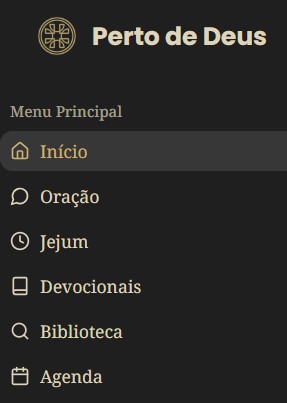 Perto de Deus
Menu Principal
Início
Oração
Jejum
Devocionais
Biblioteca
Agenda